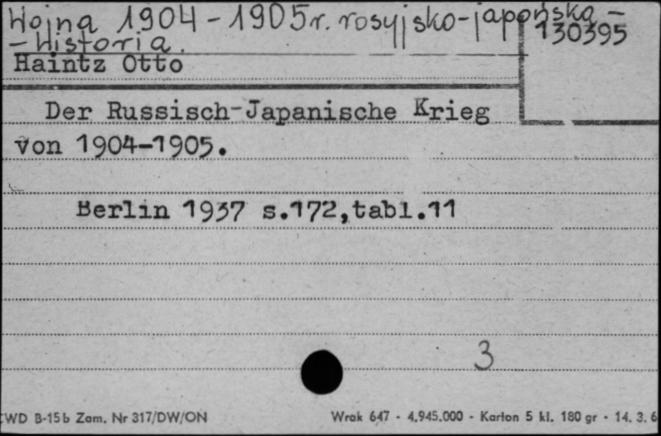 Wojna 1904-1905r. rosyjsko-japońska -
- Historia.
130395
Haintz Otto
Der Russisch-Japanische Krieg
von 1904-1905.
Berlin 1937 s.172,tabl.11
3
CWD B-15b Zam. Nr 317/DW/ON
Wrak 647 - 4.945.000 - Karton 5 kl. 180 gr - 14. 3. 6